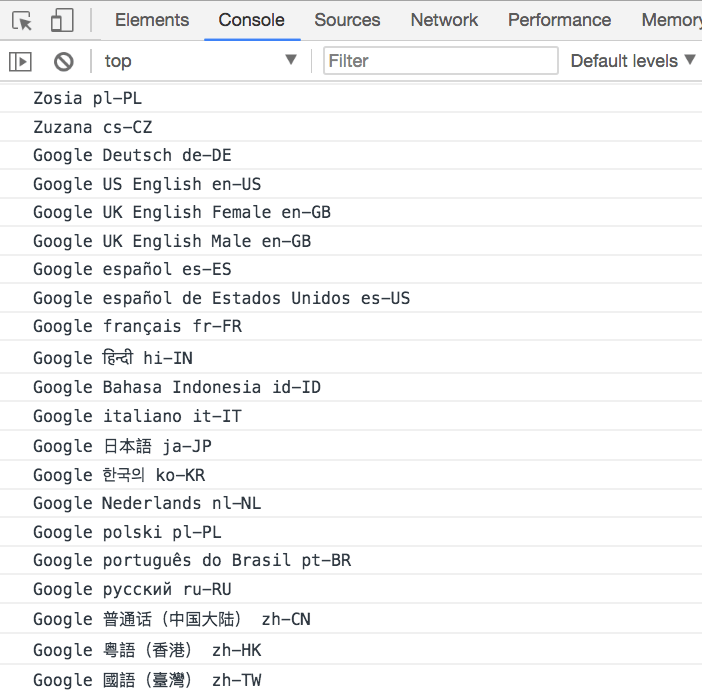 Elements Console Sources Network Performance Memory
top Filter Default levels
Zosia pl-PL
Zuzana cs-CZ
Google Deutsch de-DE
Google US English en-US
Google UK English Female en-GB
Google UK English Male en-GB
Google español es-ES
Google español de Estados Unidos es-US
Google français fr-FR
Google हिन्दी hi-IN
Google Bahasa Indonesia id-ID
Google italiano it-IT
Google 日本語 ja-JP
Google 한국의 ko-KR
Google Nederlands nl-NL
Google polski pl-PL
Google português do Brasil pt-BR
Google русский ru-RU
Google 普通话（中国大陆） zh-CN
Google 粤語（香港） zh-HK
Google 國語（臺灣） zh-TW